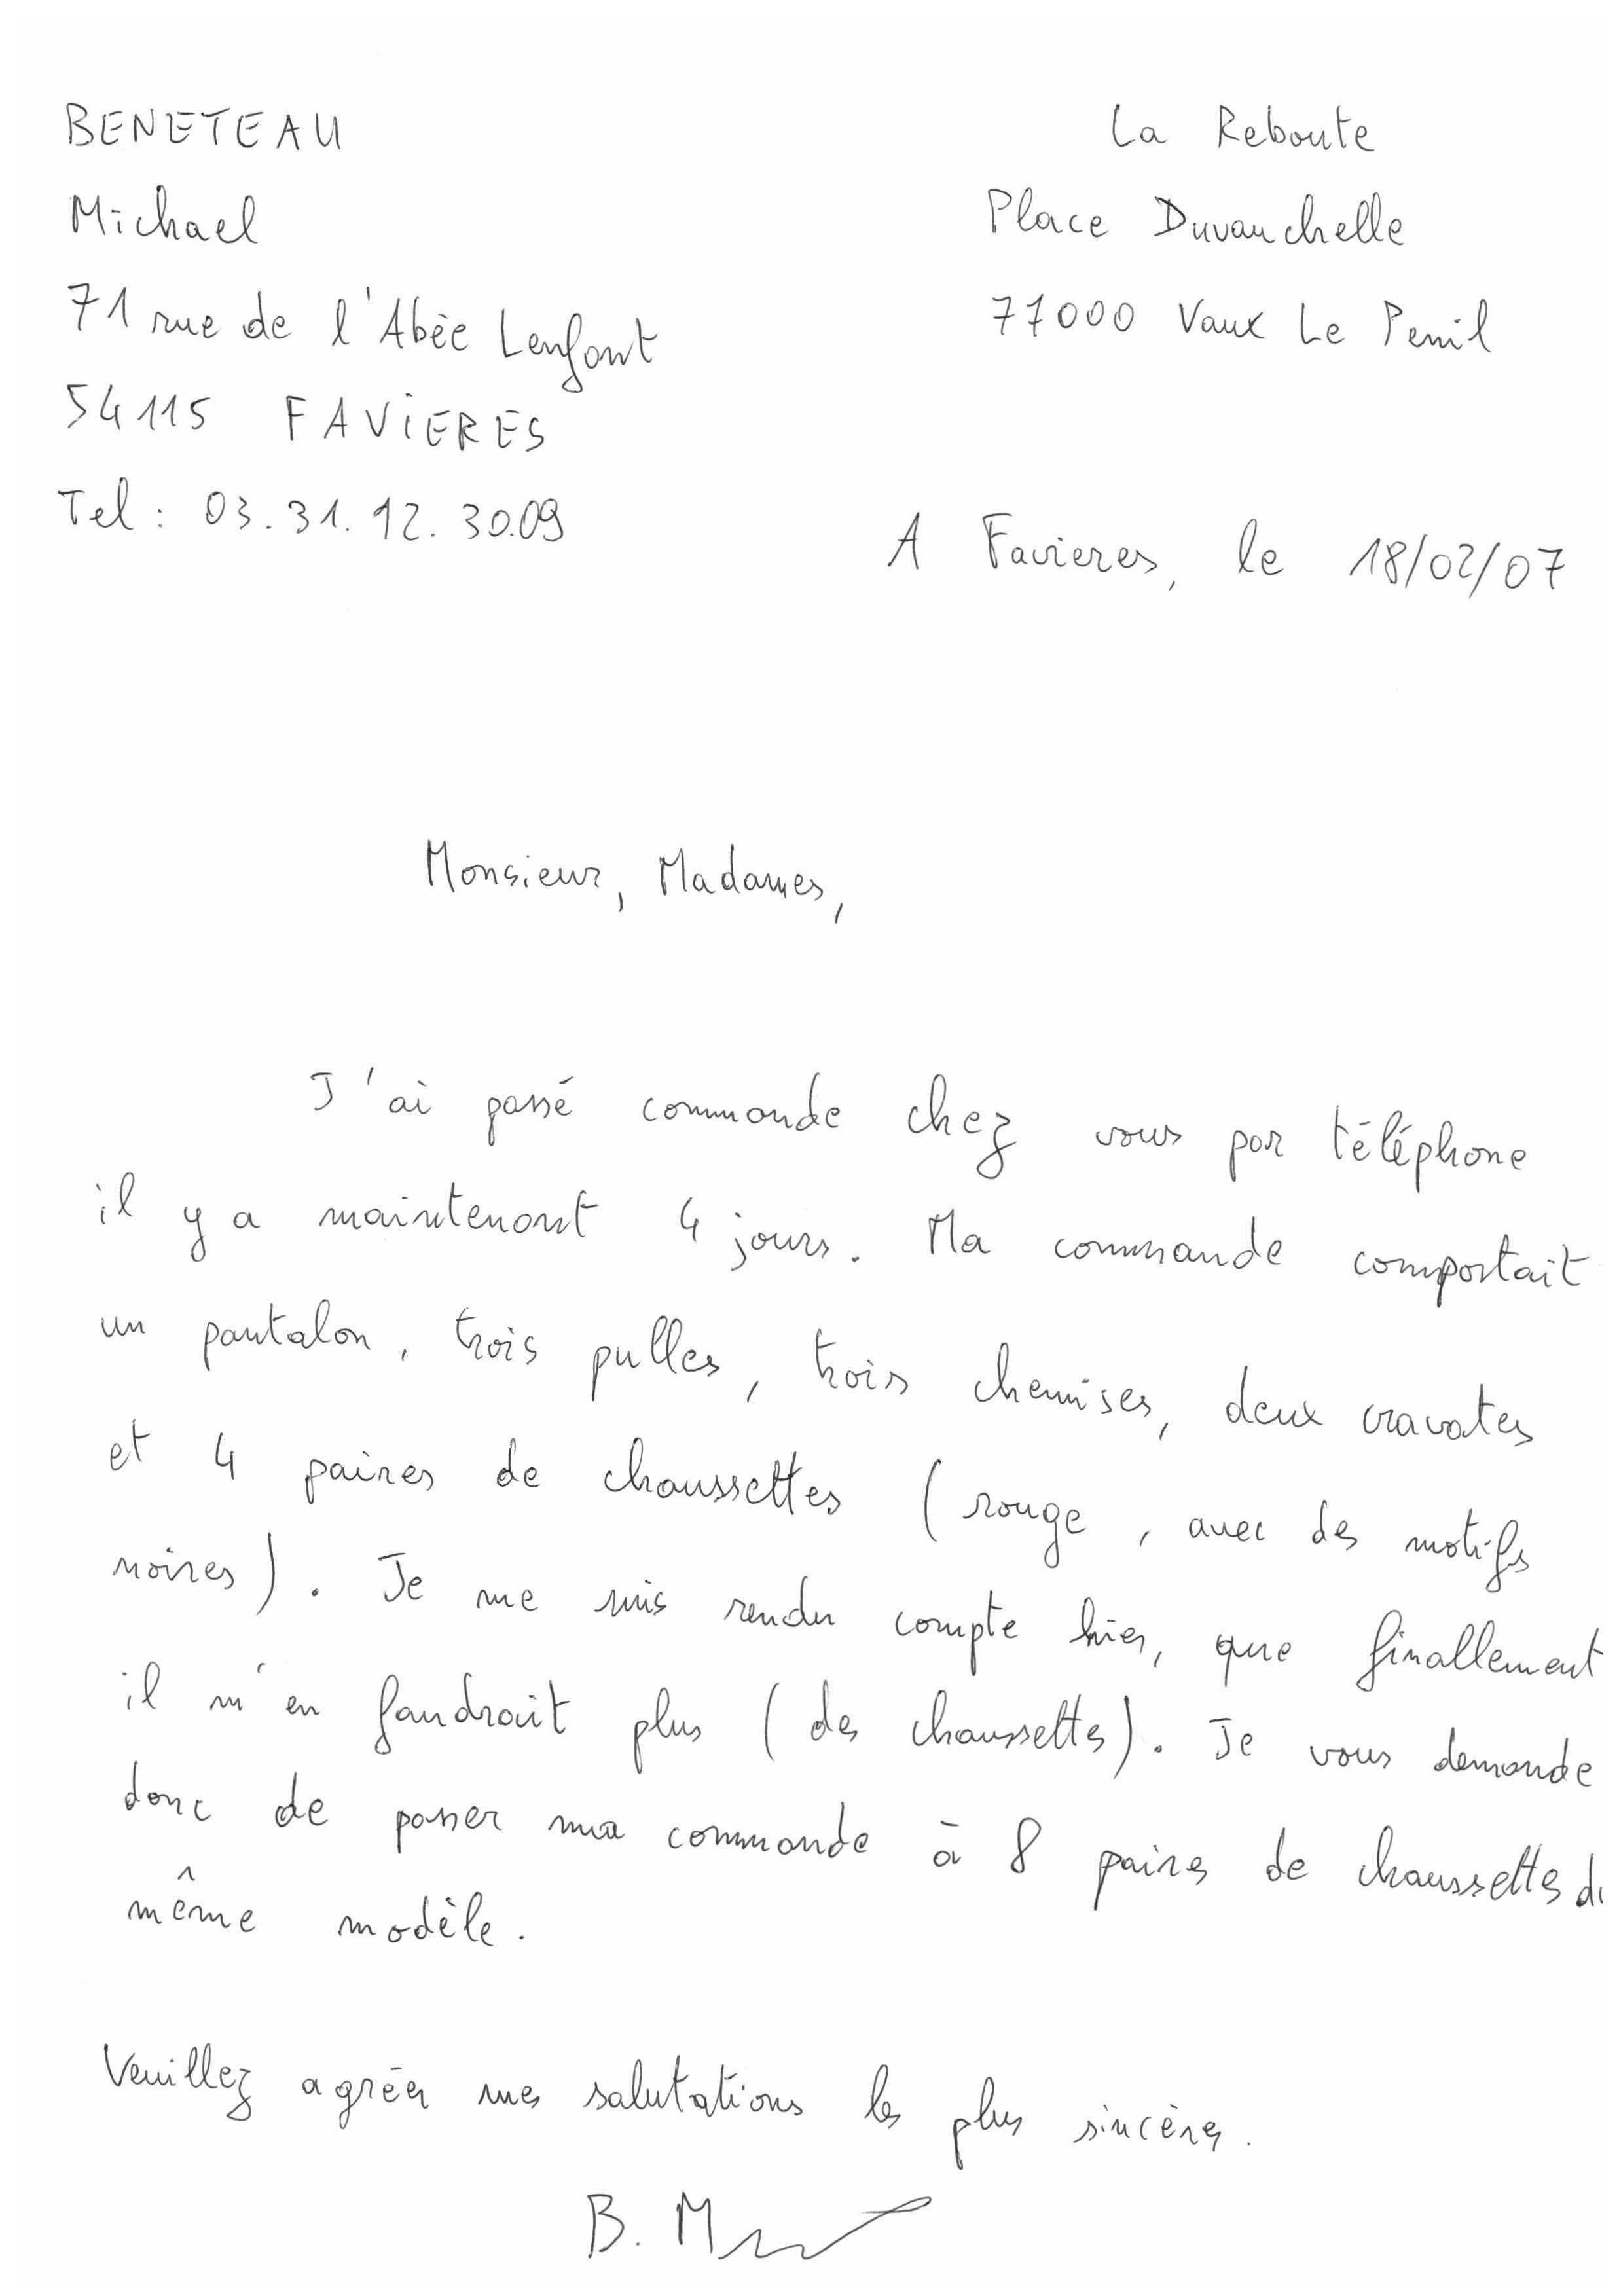 BENETEAU
Michael
71 rue de l'Abée Lenfont
54115 FAViERES
Tel : 03.31.12.30.09
La Reboute
Place Duvauchelle
77000 Vaux Le Penil
A Favieres, le 18/02/07
Monsieur, Madames,
J'ai passé commande chez vous par téléphone
il y a maintenant 4 jours. Ma commande comportait
un pantalon, trois pulles, trois chemises, deux cravates
et 4 paires de chaussettes (rouge, avec des motifs
noires). Je me suis rendu compte hier, que finallement
il m'en faudrait plus (des chaussettes). Je vous demande
donc de passer ma commande à 8 paires de chaussettes du
même modèle.
Veuillez agréer mes salutations les plus sincères.
B. M